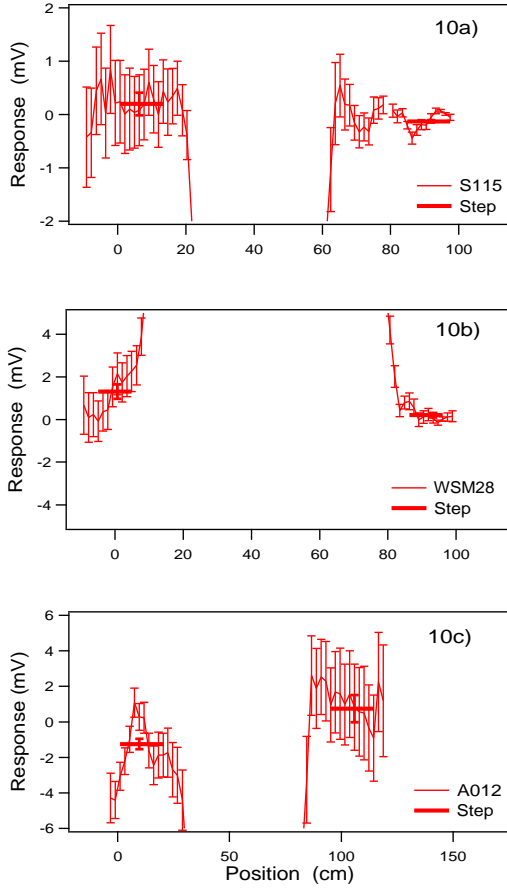 10a)
Response (mV)
2
1
0
-1
-2
S115
Step
0 20 40 60 80 100
10b)
Response (mV)
4
2
0
-2
-4
WSM28
Step
0 20 40 60 80 100
10c)
Response (mV)
6
4
2
0
-2
-4
-6
A012
Step
0 50 100 150
Position (cm)